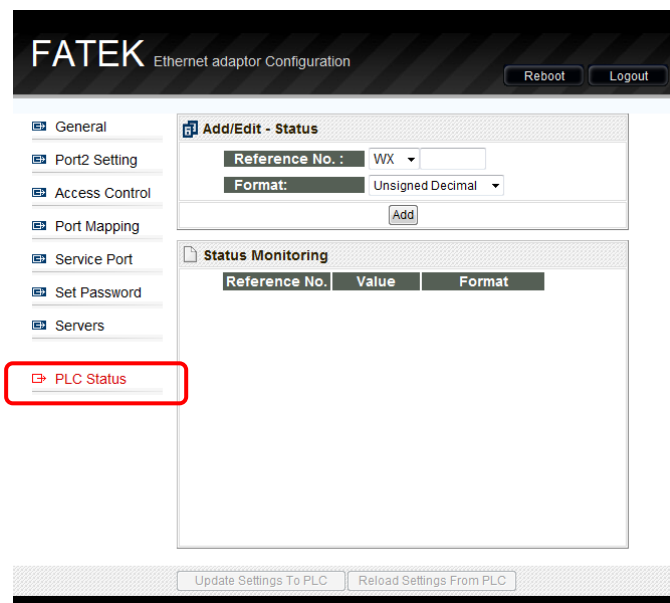 FATEK Ethernet adaptor Configuration
Reboot Logout
General
Port2 Setting
Access Control
Port Mapping
Service Port
Set Password
Servers
PLC Status
Add/Edit - Status
Reference No. : WX
Format: Unsigned Decimal
Add
Status Monitoring
Reference No. Value Format
Update Settings To PLC Reload Settings From PLC